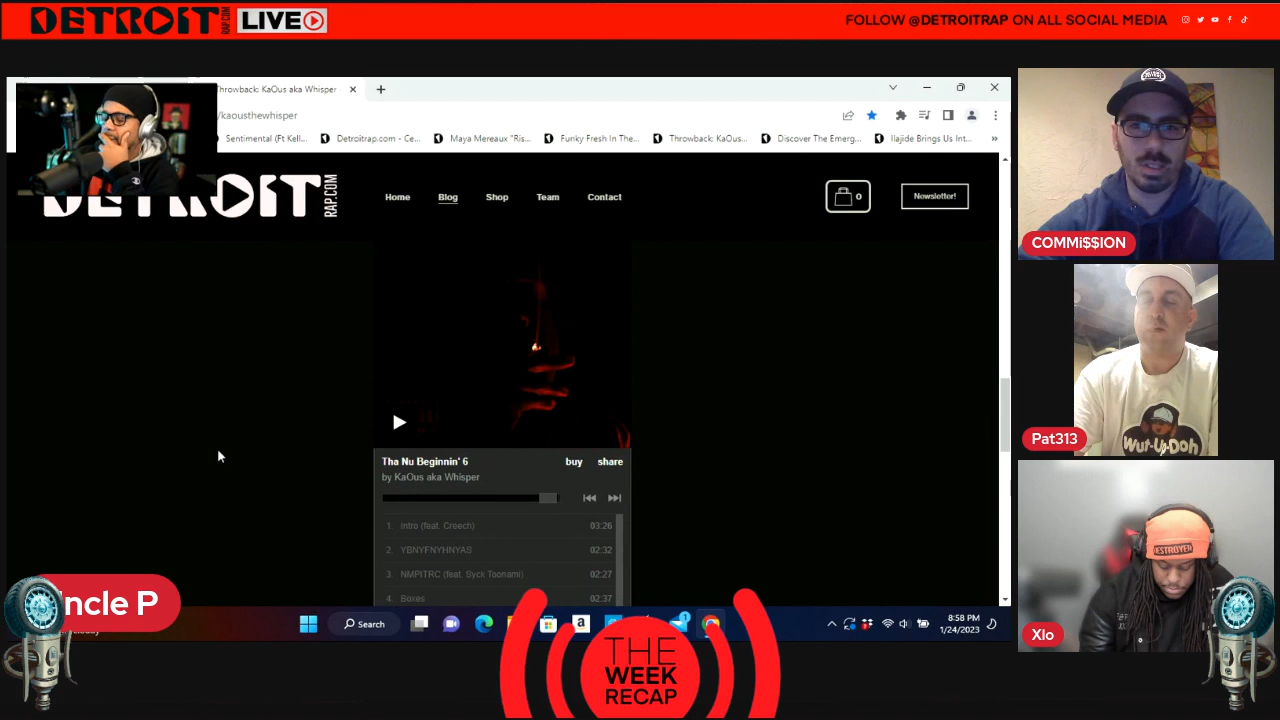 DETROIT RAP.COM LIVE
FOLLOW @DETROITRAP ON ALL SOCIAL MEDIA
Throwback: KaOus aka Whisper
/kaousthewhisper
Sentimental (Ft Kell...
Detroitrap.com - Ce...
Maya Mereaux "Ris...
Funky Fresh In The...
Throwback: KaOus...
Discover The Emerg...
Ilajide Brings Us Int...
»
DETROIT RAP.COM
Home
Blog
Shop
Team
Contact
0
Newsletter!
COMMi$$ION
Pat313
Wut-Up-Doh
DESTROYER
Xlo
Tha Nu Beginnin' 6
buy
share
by KaOus aka Whisper
1. Intro (feat. Creech) 03:26
2. YBNYFNYHNYAS 02:32
3. NMPITRC (feat. Syck Toonami) 02:27
4. Boxes 02:37
ncle P
Search
a
8:58 PM
1/24/2023
THE
WEEK
RECAP